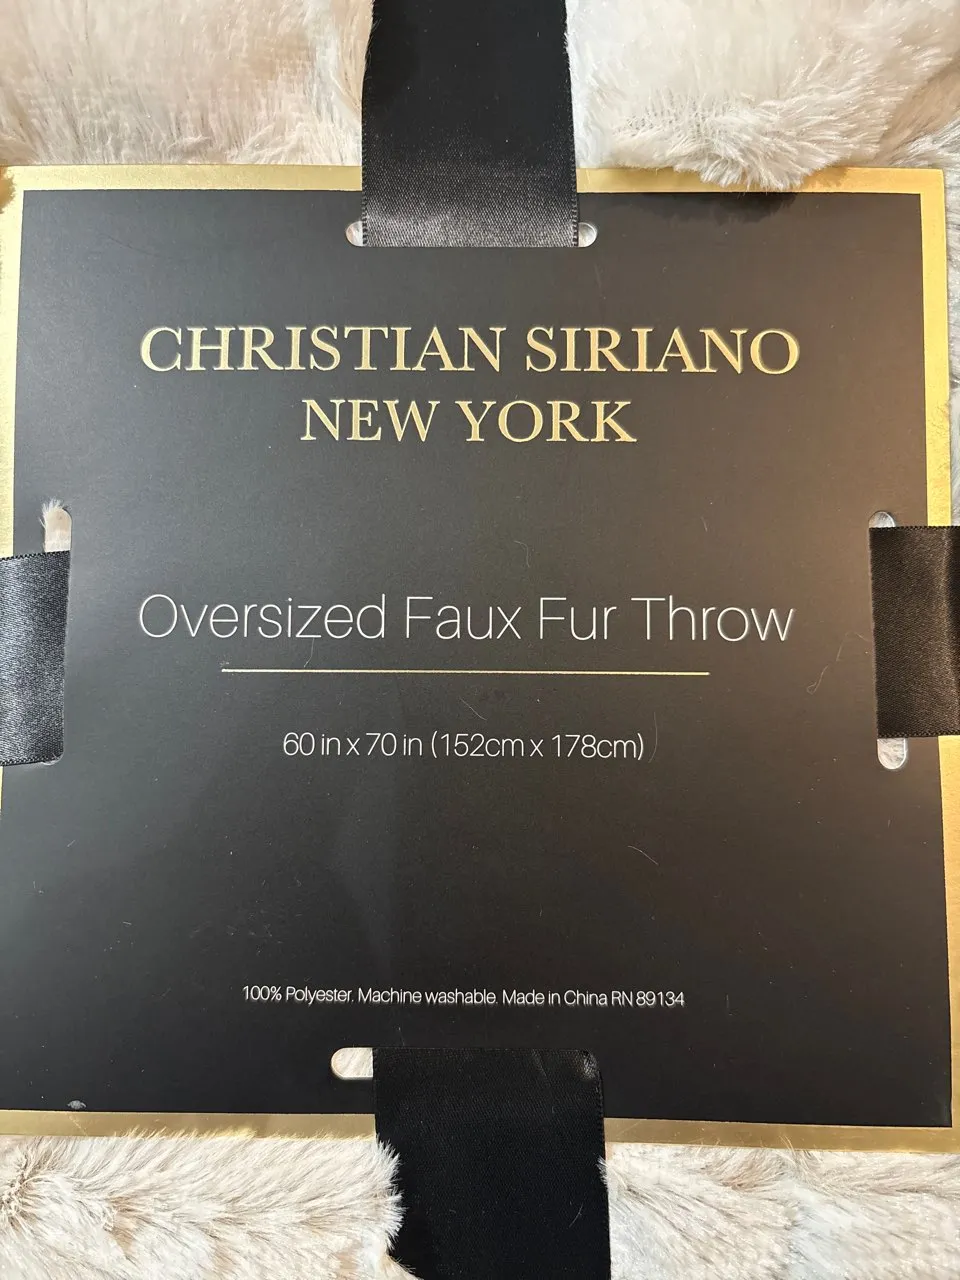 CHRISTIAN SIRIANO
NEW YORK
Oversized Faux Fur Throw
60 in x 70 in (152cm x 178cm)
100% Polyester. Machine washable. Made in China RN 89134